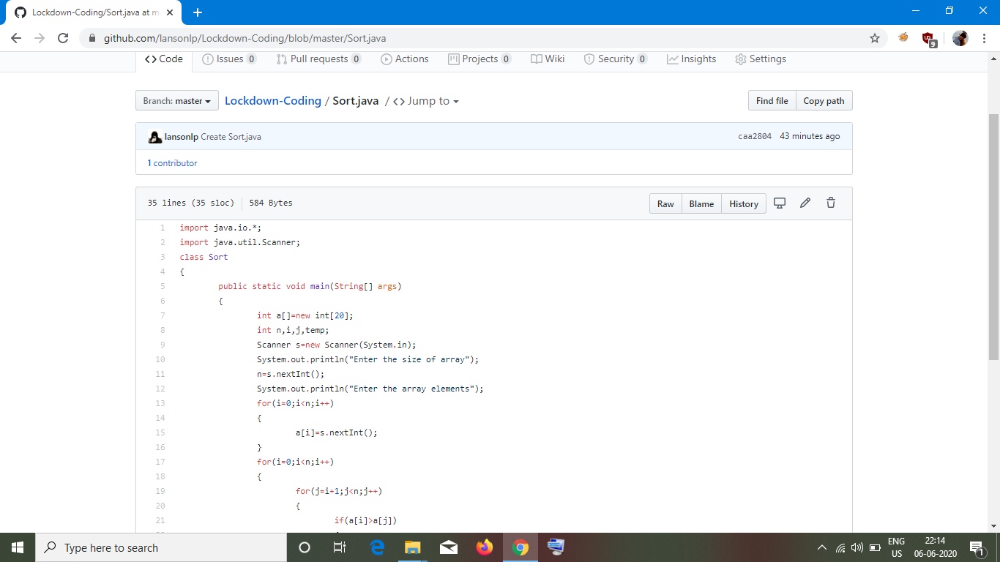 Lockdown-Coding/Sort.java at m
github.com/lansonlp/Lockdown-Coding/blob/master/Sort.java
9
Code Issues 0 Pull requests 0 Actions Projects 0 Wiki Security 0 Insights Settings
Branch: master Lockdown-Coding / Sort.java / Jump to Find file Copy path
lansonlp Create Sort.java caa2804 43 minutes ago
1 contributor
35 lines (35 sloc) 584 Bytes Raw Blame History
1 import java.io.*;
2 import java.util.Scanner;
3 class Sort
4 {
5 public static void main(String[] args)
6 {
7 int a[]=new int[20];
8 int n,i,j,temp;
9 Scanner s=new Scanner(System.in);
10 System.out.println("Enter the size of array");
11 n=s.nextInt();
12 System.out.println("Enter the array elements");
13 for(i=0;i<n;i++)
14 {
15 a[i]=s.nextInt();
16 }
17 for(i=0;i<n;i++)
18 {
19 for(j=i+1;j<n;j++)
20 {
21 if(a[i]>a[j])
Type here to search
ENG 22:14
US 06-06-2020 1